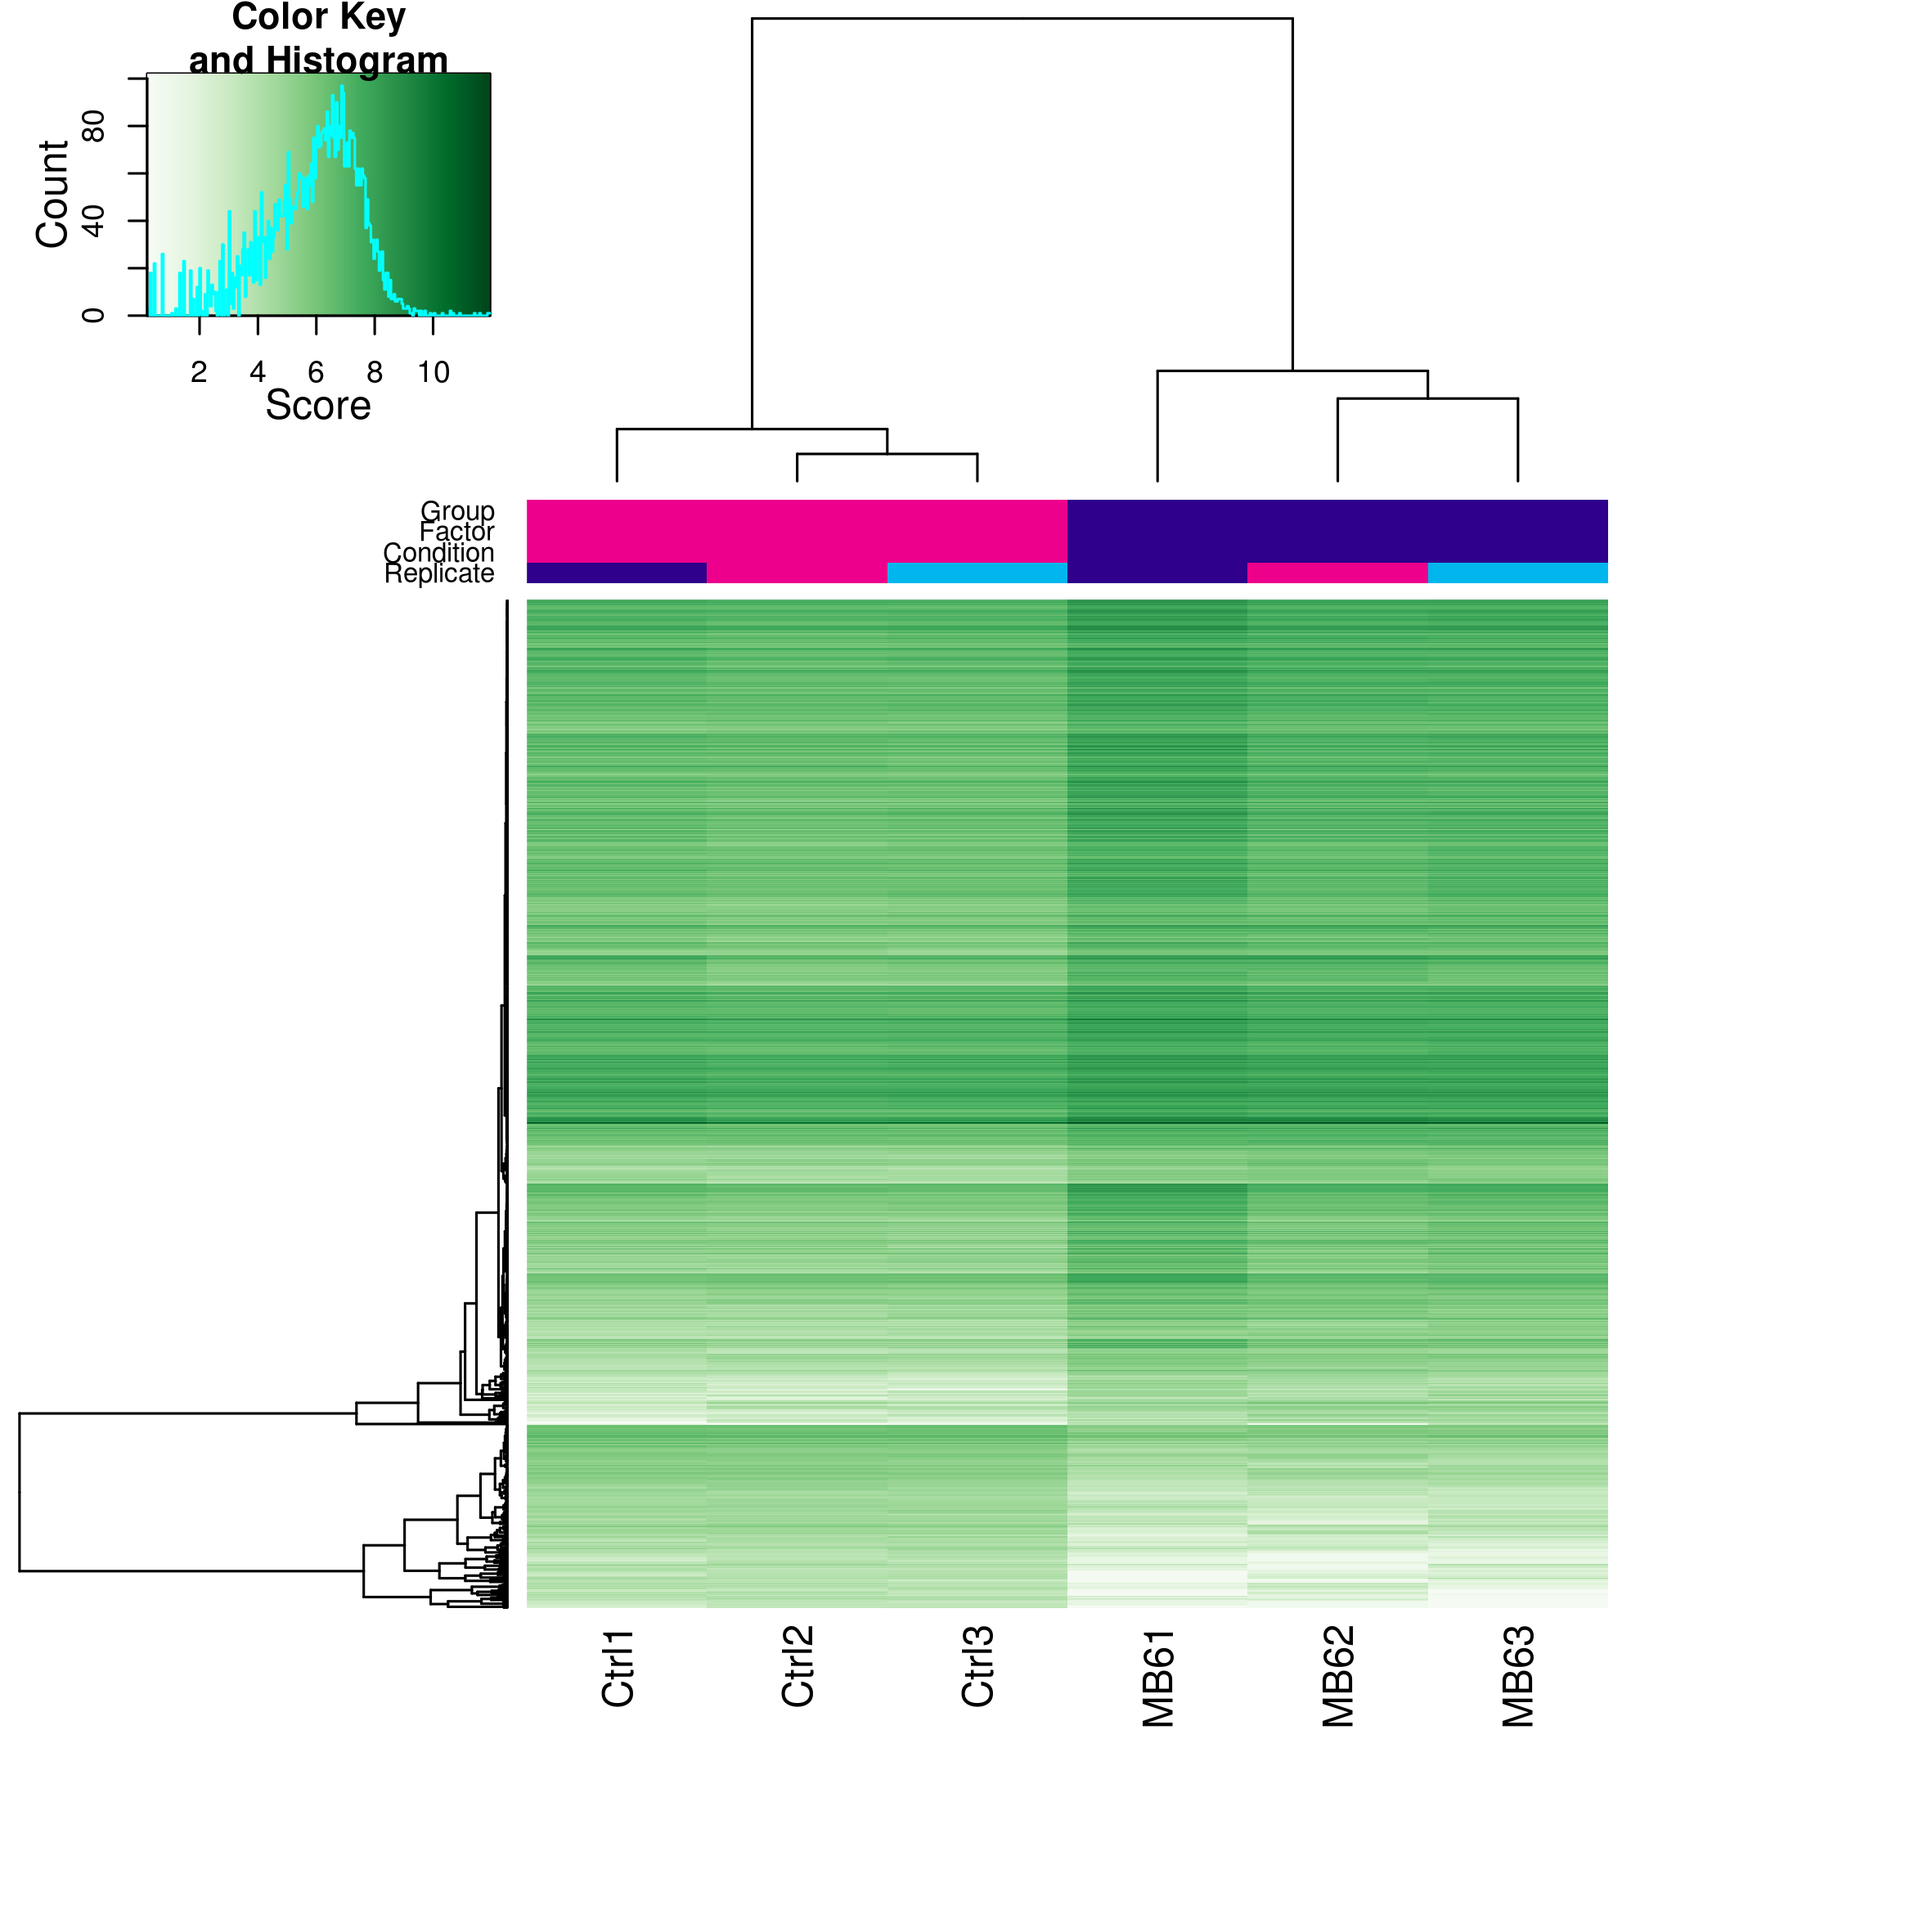 Color Key
and Histogram
Count
0
40
80
2 4 6 8 10
Score
Group
Factor
Condition
Replicate
Ctrl1
Ctrl2
Ctrl3
MB61
MB62
MB63